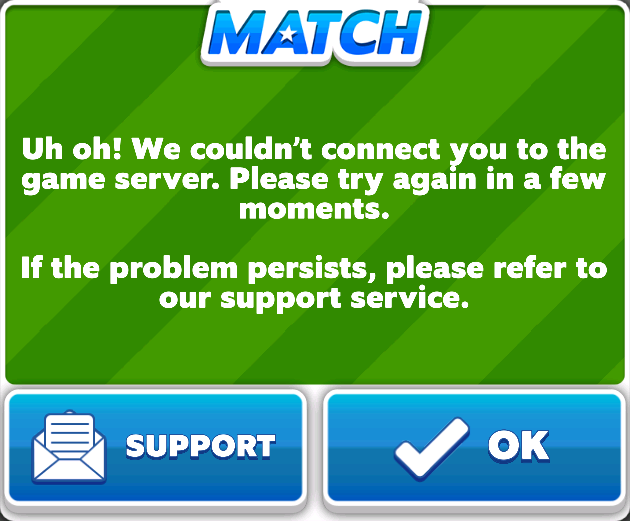 MATCH
Uh oh! We couldn't connect you to the
game server. Please try again in a few
moments.
If the problem persists, please refer to
our support service.
SUPPORT
OK